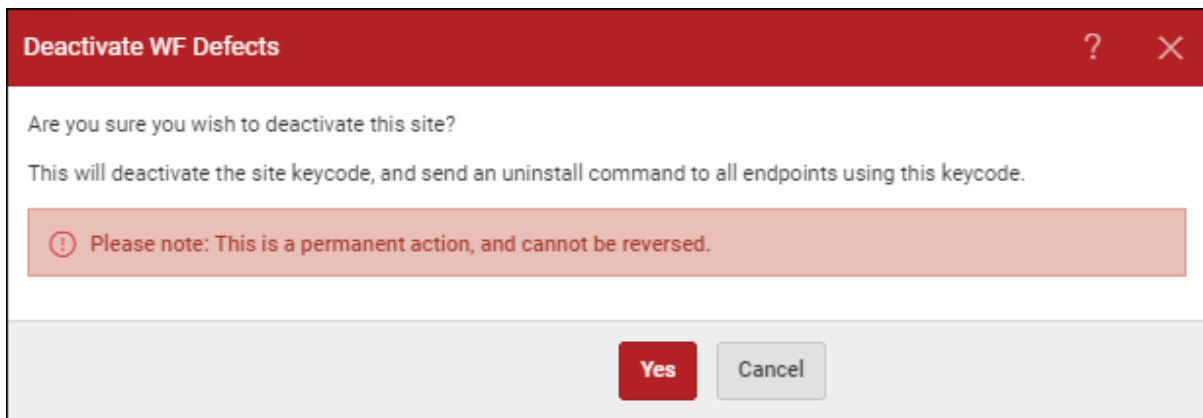 Deactivate WF Defects ?
Are you sure you wish to deactivate this site?
This will deactivate the site keycode, and send an uninstall command to all endpoints using this keycode.
Please note: This is a permanent action, and cannot be reversed.
Yes Cancel